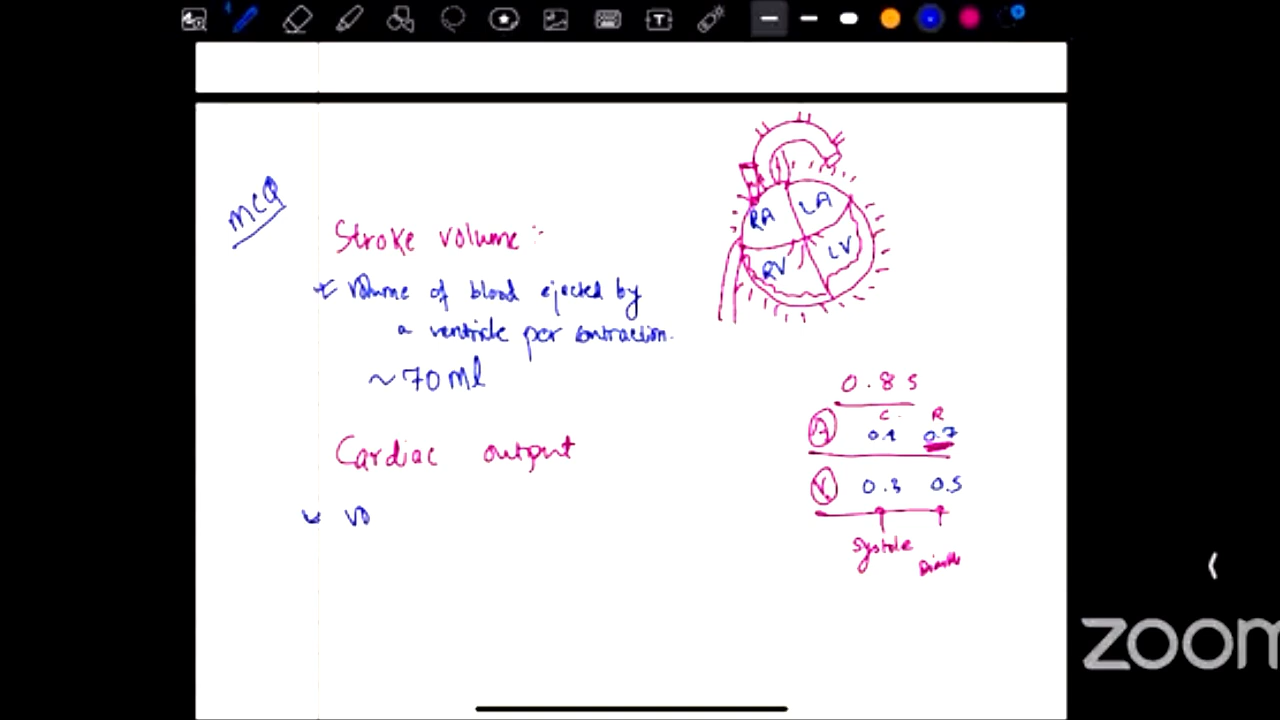 MCQ
Stroke volume :
Volume of blood ejected by
a ventricle per contraction.
~70 ml
Cardiac output
vo
RA LA
RV LV
0.8 s
C R
A 0.1 0.7
V 0.3 0.5
Systole
zoom